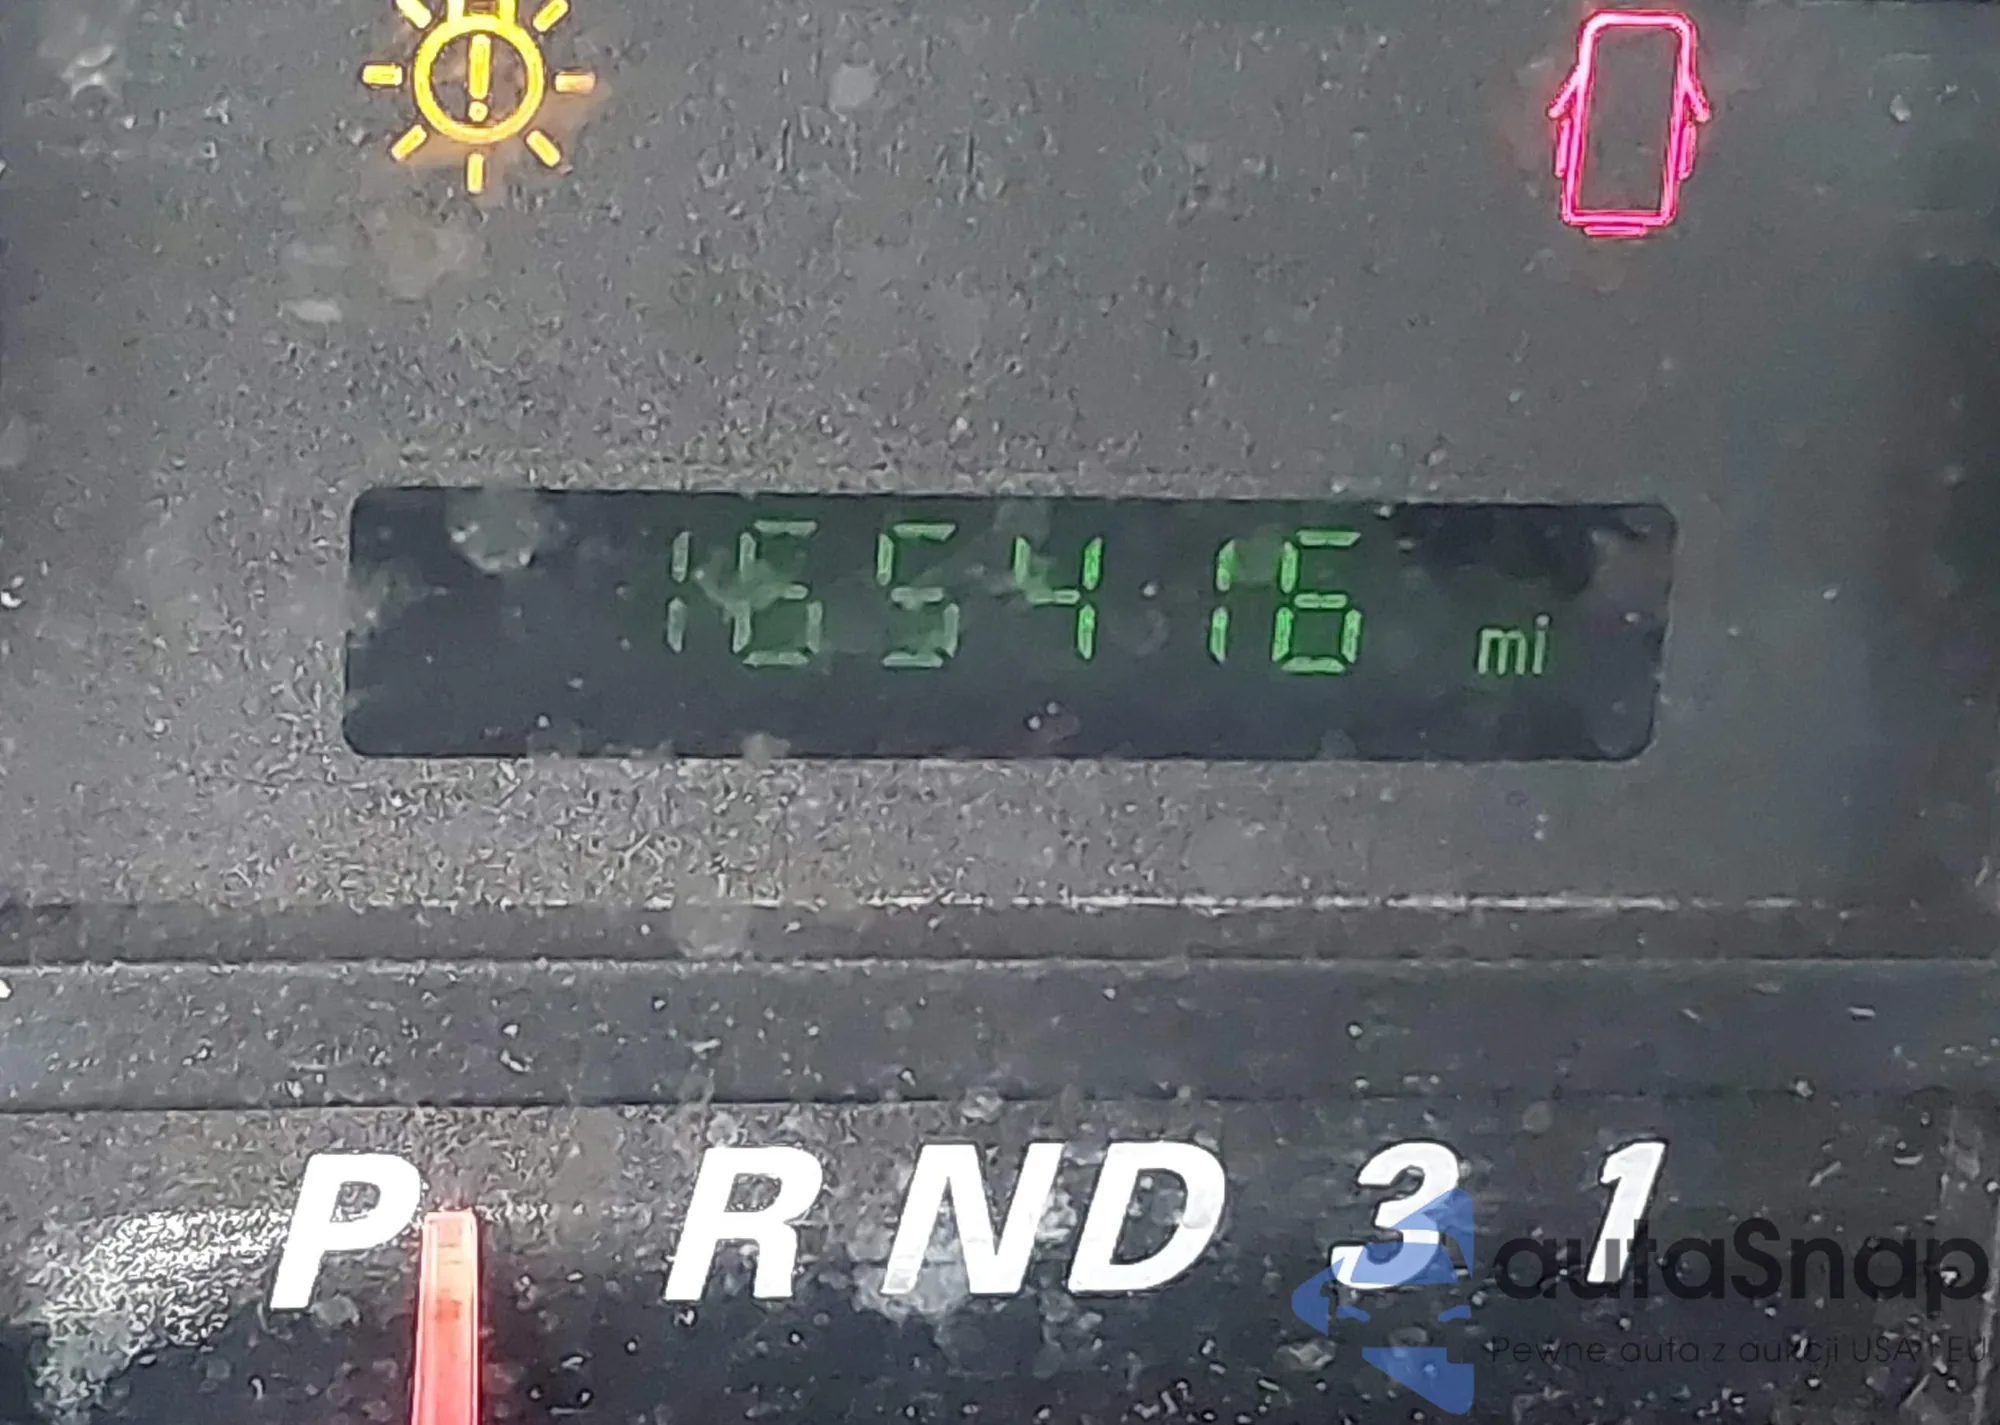 165416 mi
P R N D 3 1
autaSnap
Pewne auta z aukcji USA i EU